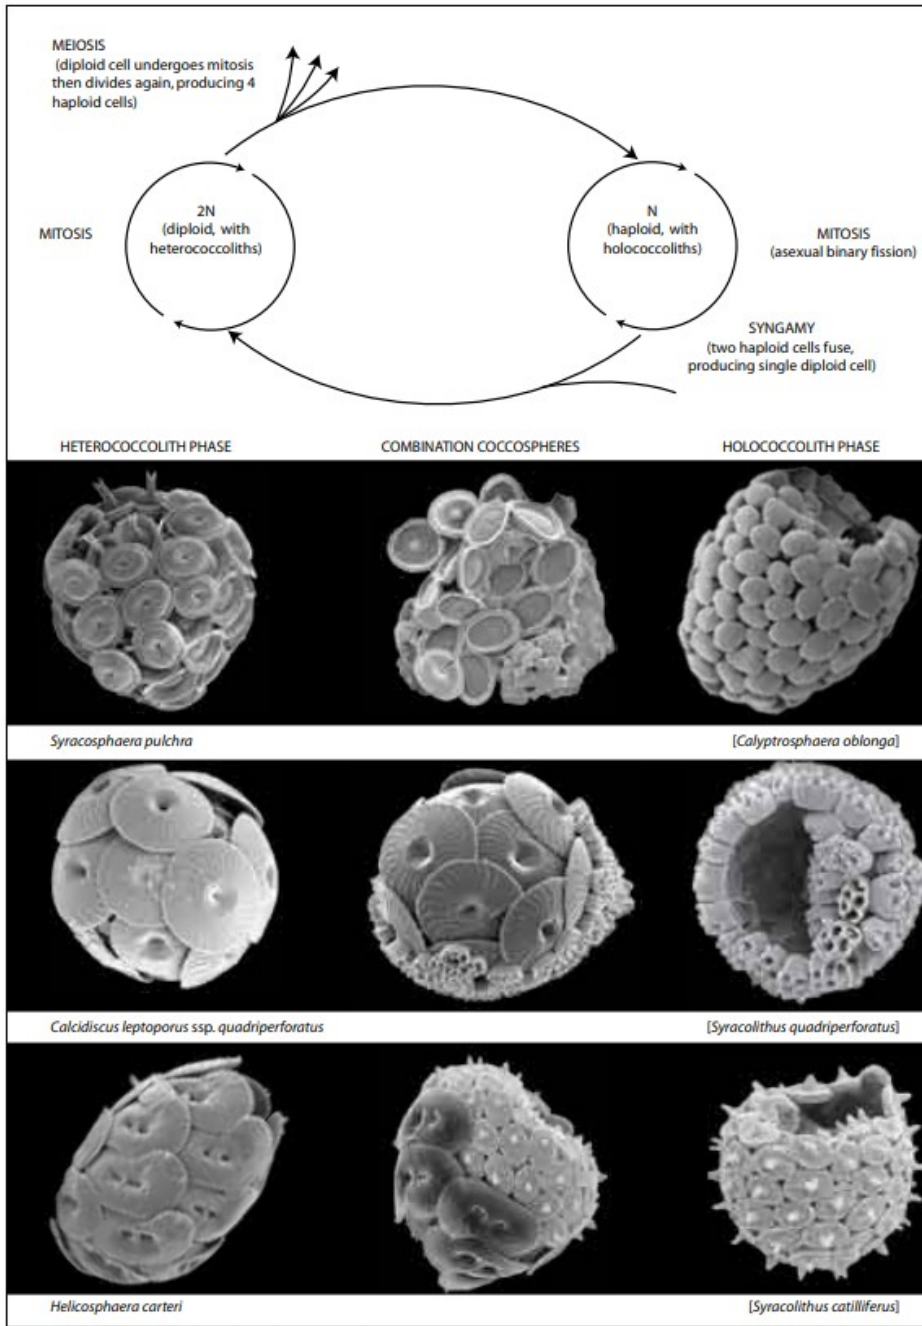 MEIOSIS
(diploid cell undergoes mitosis
then divides again, producing 4
haploid cells)
2N
(diploid, with
heterococcoliths)
N
(haploid, with
holococcoliths)
MITOSIS
MITOSIS
(asexual binary fission)
SYNGAMY
(two haploid cells fuse,
producing single diploid cell)
HETEROCOCCOLITH PHASE
COMBINATION COCCOSPHERES
HOLOCOCCOLITH PHASE
Syracosphaera pulchra
[Calyptrosphaera oblonga]
Calcidiscus leptoporus ssp. quadriperforatus
[Syracolithus quadriperforatus]
Helicosphaera carteri
[Syracolithus catilliferus]